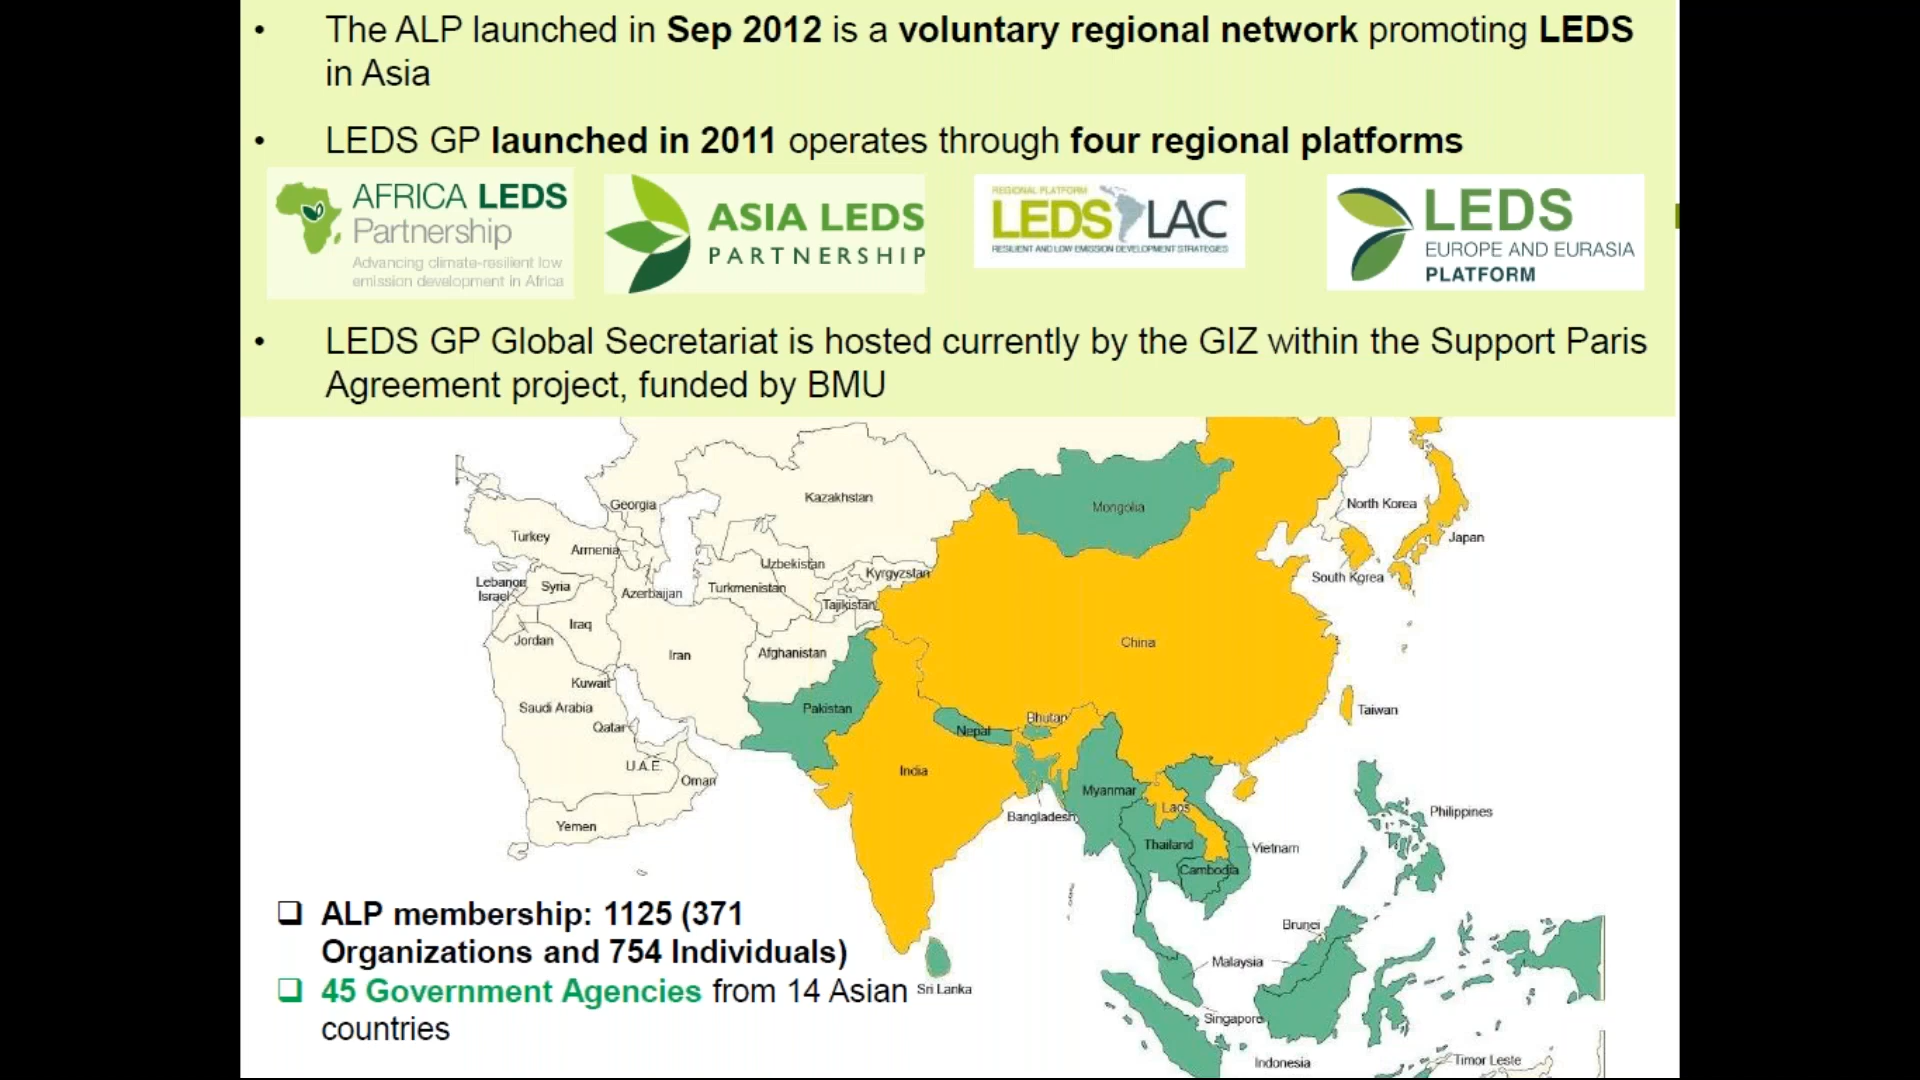 • The ALP launched in Sep 2012 is a voluntary regional network promoting LEDS
in Asia
• LEDS GP launched in 2011 operates through four regional platforms
AFRICA LEDS
Partnership
Advancing climate-resilient low
emission development in Africa
ASIA LEDS
PARTNERSHIP
REGIONAL PLATFORM
LEDS LAC
RESILIENT AND LOW EMISSION DEVELOPMENT STRATEGIES
LEDS
EUROPE AND EURASIA
PLATFORM
• LEDS GP Global Secretariat is hosted currently by the GIZ within the Support Paris
Agreement project, funded by BMU
Kazakhstan
Georgia
North Korea
Mongolia
Turkey
Japan
Armenia
Uzbekistan
Kyrgyzstan
South Korea
Lebanon
Syria
Turkmenistan
Israel
Azerbaijan
Tajikistan
Iraq
Jordan
China
Iran
Afghanistan
Kuwait
Saudi Arabia
Pakistan
Taiwan
Bhutan
Qatar
Nepal
U.A.E.
India
Oman
Myanmar
Laos
Philippines
Bangladesh
Yemen
Thailand
Vietnam
Cambodia
Brunei
Malaysia
Sri Lanka
Singapore
Indonesia
Timor Leste
❑ ALP membership: 1125 (371
Organizations and 754 Individuals)
❑ 45 Government Agencies from 14 Asian
countries